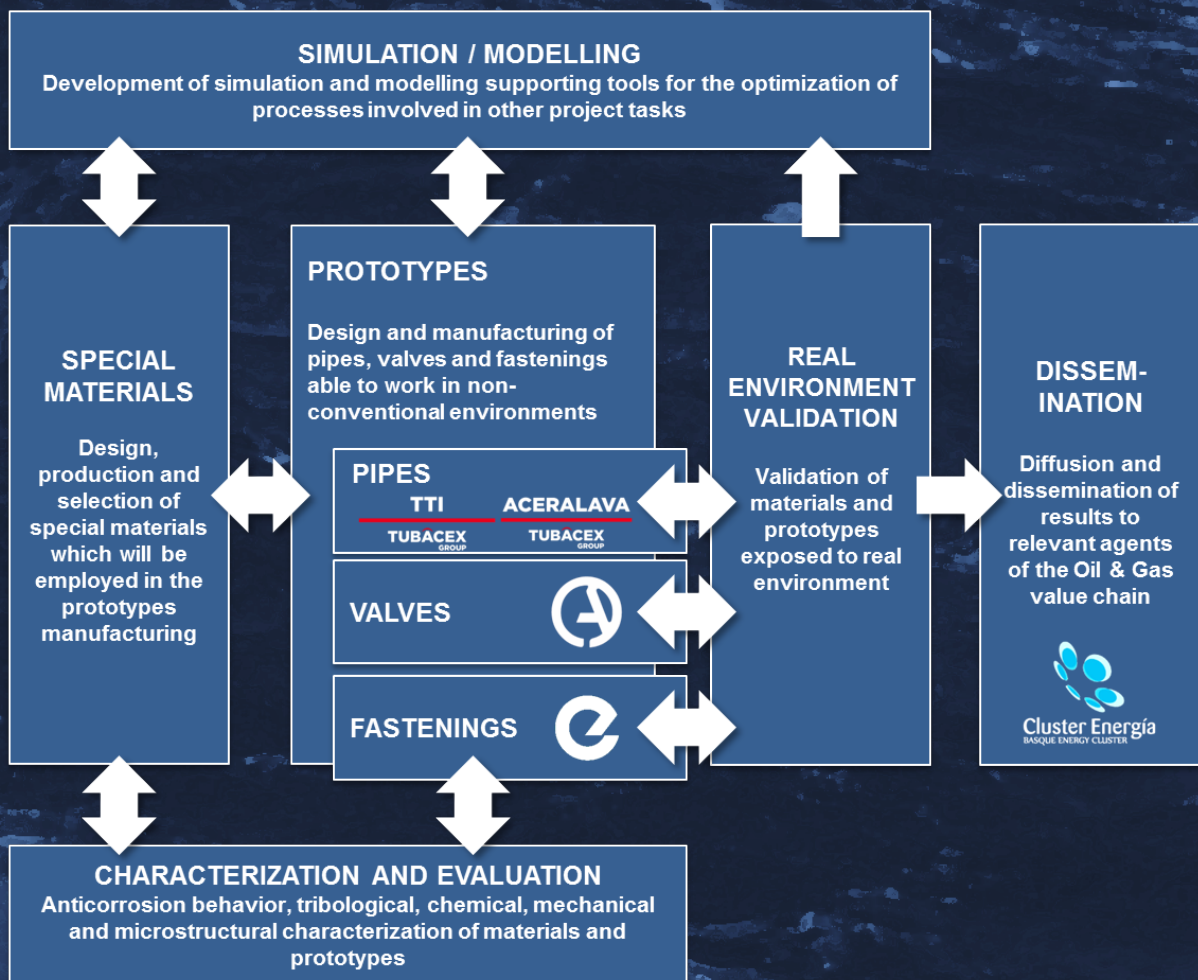 SIMULATION / MODELLING
Development of simulation and modelling supporting tools for the optimization of
processes involved in other project tasks
SPECIAL
MATERIALS
Design,
production and
selection of
special materials
which will be
employed in the
prototypes
manufacturing
PROTOTYPES
Design and manufacturing of
pipes, valves and fastenings
able to work in non-
conventional environments
PIPES
TTI
TUBACEX
GROUP
ACERALAVA
TUBACEX
GROUP
VALVES
FASTENINGS
REAL
ENVIRONMENT
VALIDATION
Validation of
materials and
prototypes
exposed to real
environment
DISSEM-
INATION
Diffusion and
dissemination of
results to
relevant agents
of the Oil & Gas
value chain
Cluster Energía
BASQUE ENERGY CLUSTER
CHARACTERIZATION AND EVALUATION
Anticorrosion behavior, tribological, chemical, mechanical
and microstructural characterization of materials and
prototypes